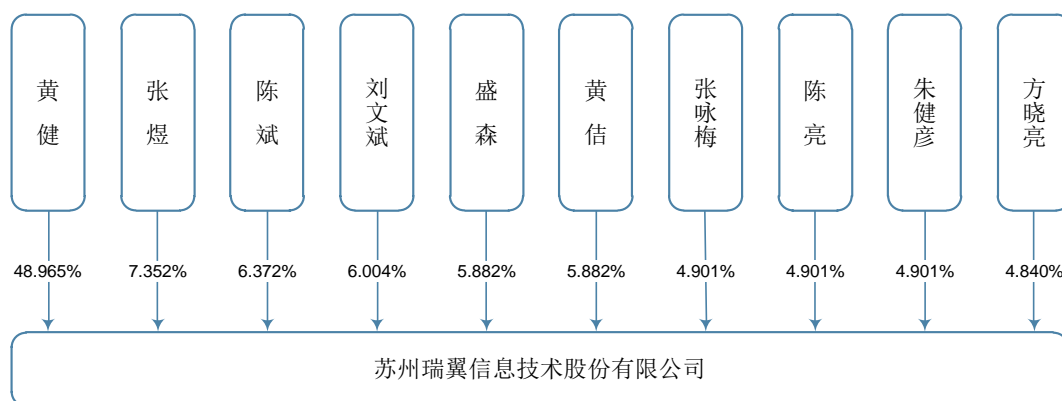 黄健
张煜
陈斌
刘文斌
盛森
黄佶
张咏梅
陈亮
朱健彦
方晓亮
48.965%
7.352%
6.372%
6.004%
5.882%
5.882%
4.901%
4.901%
4.901%
4.840%
苏州瑞翼信息技术股份有限公司